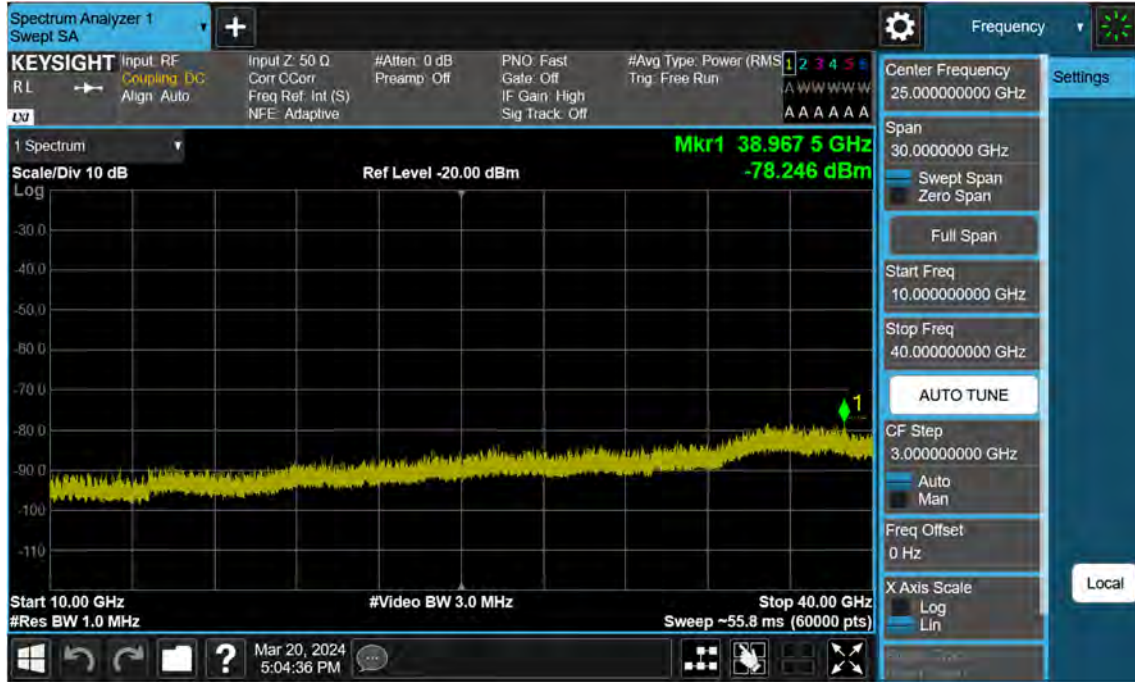 Spectrum Analyzer 1
Swept SA
Frequency
KEYSIGHT
R L
LXI
Input: RF
Coupling: DC
Align: Auto
Input Z: 50 Ω
Corr CCorr
Freq Ref: Int (S)
NFE: Adaptive
#Atten: 0 dB
Preamp: Off
PNO: Fast
Gate: Off
IF Gain: High
Sig Track: Off
#Avg Type: Power (RMS
Trig: Free Run
1 2 3 4 5 6
A W W W W W
A A A A A A
1 Spectrum
Scale/Div 10 dB
Log
Ref Level -20.00 dBm
Mkr1 38.967 5 GHz
-78.246 dBm
-30.0
-40.0
-50.0
-60.0
-70.0
-80.0
-90.0
-100
-110
1
Start 10.00 GHz
#Res BW 1.0 MHz
#Video BW 3.0 MHz
Stop 40.00 GHz
Sweep ~55.8 ms (60000 pts)
Center Frequency
25.000000000 GHz
Span
30.0000000 GHz
Swept Span
Zero Span
Full Span
Start Freq
10.000000000 GHz
Stop Freq
40.000000000 GHz
AUTO TUNE
CF Step
3.000000000 GHz
Auto
Man
Freq Offset
0 Hz
X Axis Scale
Log
Lin
Settings
Local
?
Mar 20, 2024
5:04:36 PM